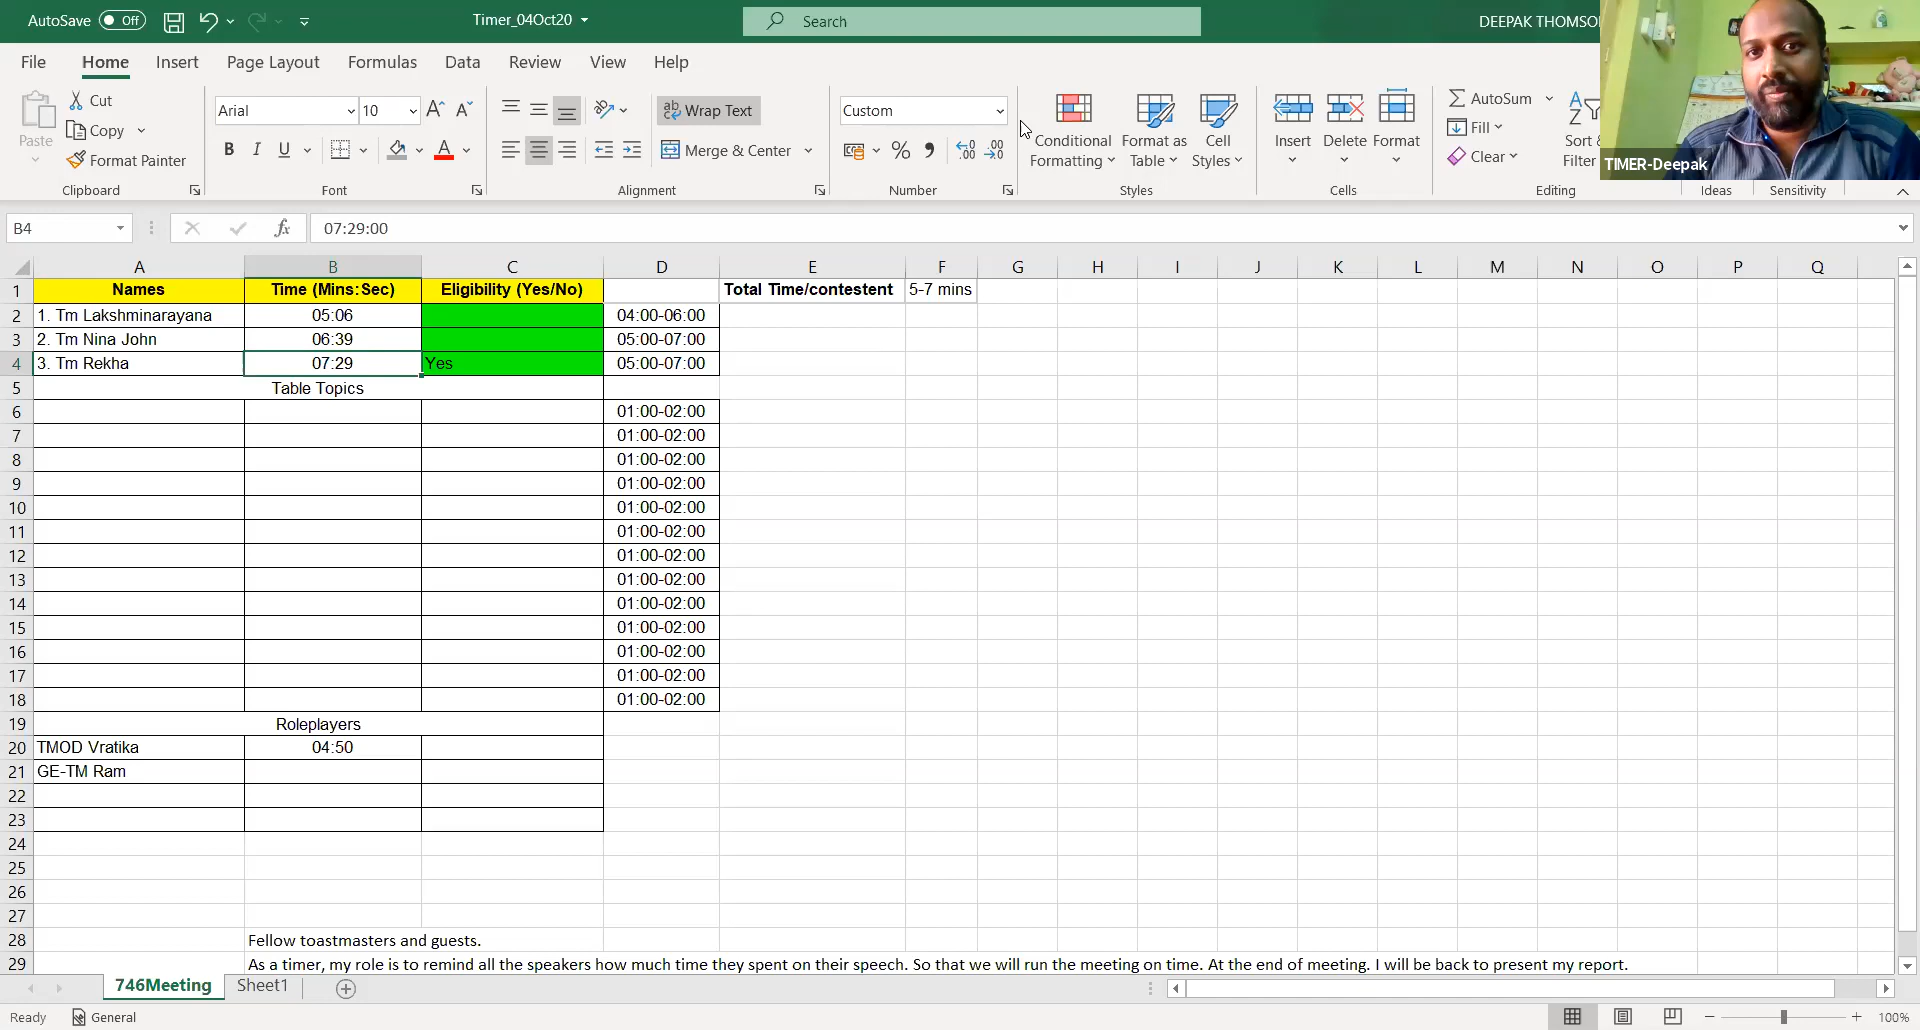 AutoSave Off Timer_04Oct20 Search DEEPAK THOMSO
File Home Insert Page Layout Formulas Data Review View Help
Paste Cut Copy Format Painter Clipboard
Arial 10 B I U A Font
Wrap Text Merge & Center Alignment
Custom % Number
Conditional Formatting Format as Table Cell Styles Styles
Insert Delete Format Cells
AutoSum Fill Clear Sort & Filter Editing
Ideas Sensitivity
TIMER-Deepak
B4 fx 07:29:00
A B C D E F G H I J K L M N O P Q
1 Names Time (Mins:Sec) Eligibility (Yes/No) Total Time/contestent 5-7 mins
2 1. Tm Lakshminarayana 05:06 04:00-06:00
3 2. Tm Nina John 06:39 05:00-07:00
4 3. Tm Rekha 07:29 Yes 05:00-07:00
5 Table Topics
6 01:00-02:00
7 01:00-02:00
8 01:00-02:00
9 01:00-02:00
10 01:00-02:00
11 01:00-02:00
12 01:00-02:00
13 01:00-02:00
14 01:00-02:00
15 01:00-02:00
16 01:00-02:00
17 01:00-02:00
18 01:00-02:00
19 Roleplayers
20 TMOD Vratika 04:50
21 GE-TM Ram
22
23
24
25
26
27
28 Fellow toastmasters and guests.
29 As a timer, my role is to remind all the speakers how much time they spent on their speech. So that we will run the meeting on time. At the end of meeting. I will be back to present my report.
746Meeting Sheet1
Ready General 100%